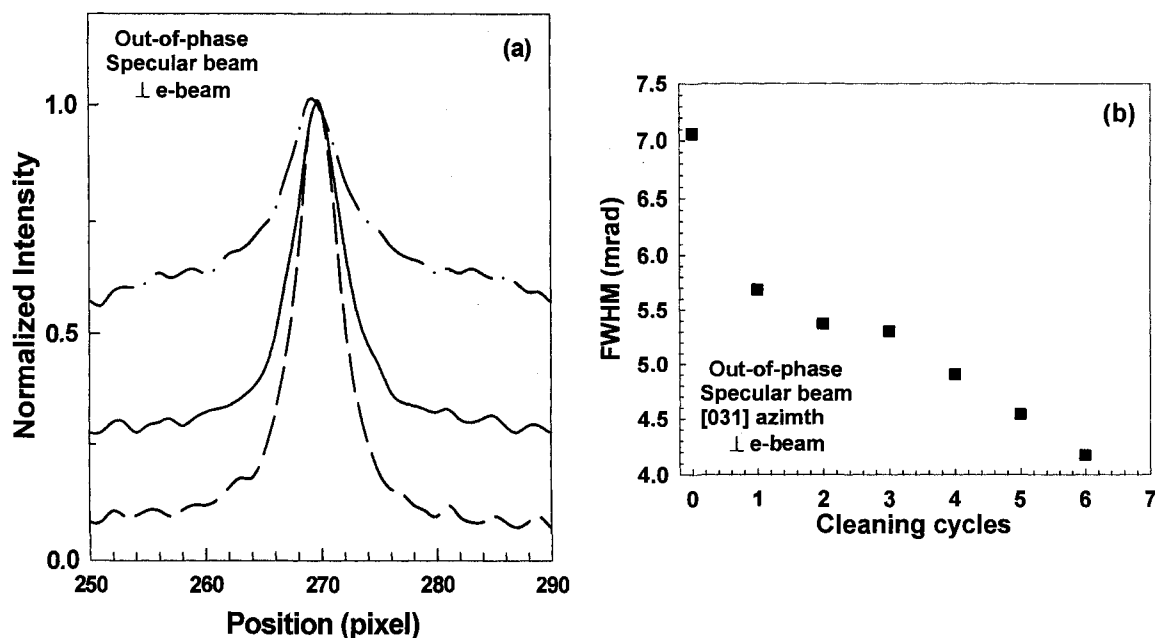 Out-of-phase
Specular beam
⊥ e-beam
(a)
1.0
0.5
0.0
Normalized Intensity
250 260 270 280 290
Position (pixel)
(b)
7.5
7.0
6.5
6.0
5.5
5.0
4.5
4.0
FWHM (mrad)
Out-of-phase
Specular beam
[031] azimth
⊥ e-beam
0 1 2 3 4 5 6 7
Cleaning cycles